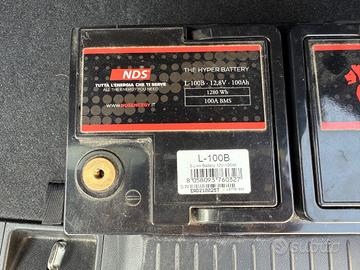 NDS
TUTTA L'ENERGIA CHE TI SERVE
ALL THE ENERGY YOU NEED
WWW.NDSENERGY.IT
THE HYPER BATTERY
L-100B - 12,8V - 100Ah
1280 Wh
100A BMS
L-100B
8058093760327
subito